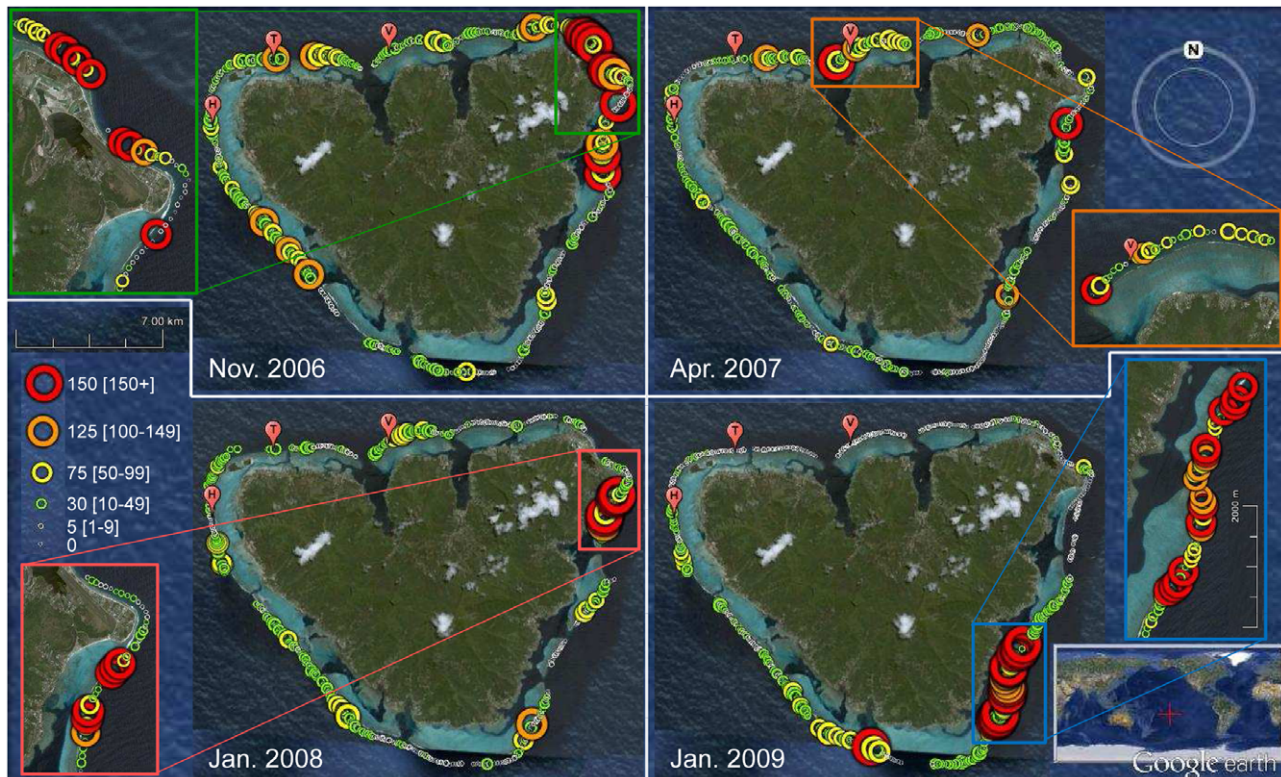 T
V
H
Nov. 2006
T
V
H
Apr. 2007
N
V
7.00 km
150 [150+]
125 [100-149]
75 [50-99]
30 [10-49]
5 [1-9]
0
T
V
H
Jan. 2008
T
V
H
Jan. 2009
2000 m
Google earth